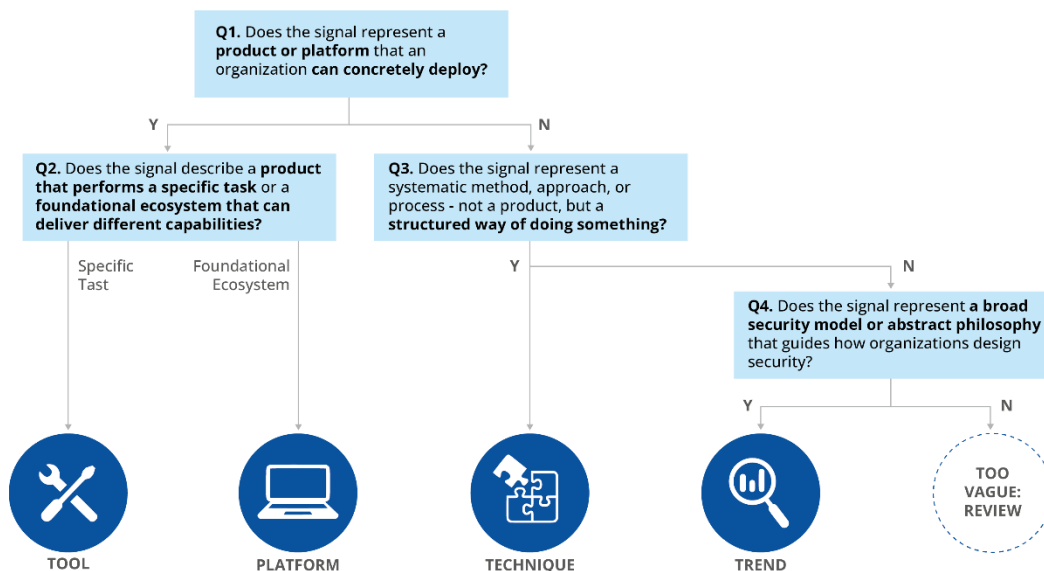 Q1. Does the signal represent a
product or platform that an
organization can concretely deploy?
Y
N
Q2. Does the signal describe a product
that performs a specific task or a
foundational ecosystem that can
deliver different capabilities?
Q3. Does the signal represent a
systematic method, approach, or
process - not a product, but a
structured way of doing something?
Specific
Tast
Foundational
Ecosystem
Y
N
Q4. Does the signal represent a broad
security model or abstract philosophy
that guides how organizations design
security?
Y
N
TOO
VAGUE:
REVIEW
TOOL
PLATFORM
TECHNIQUE
TREND